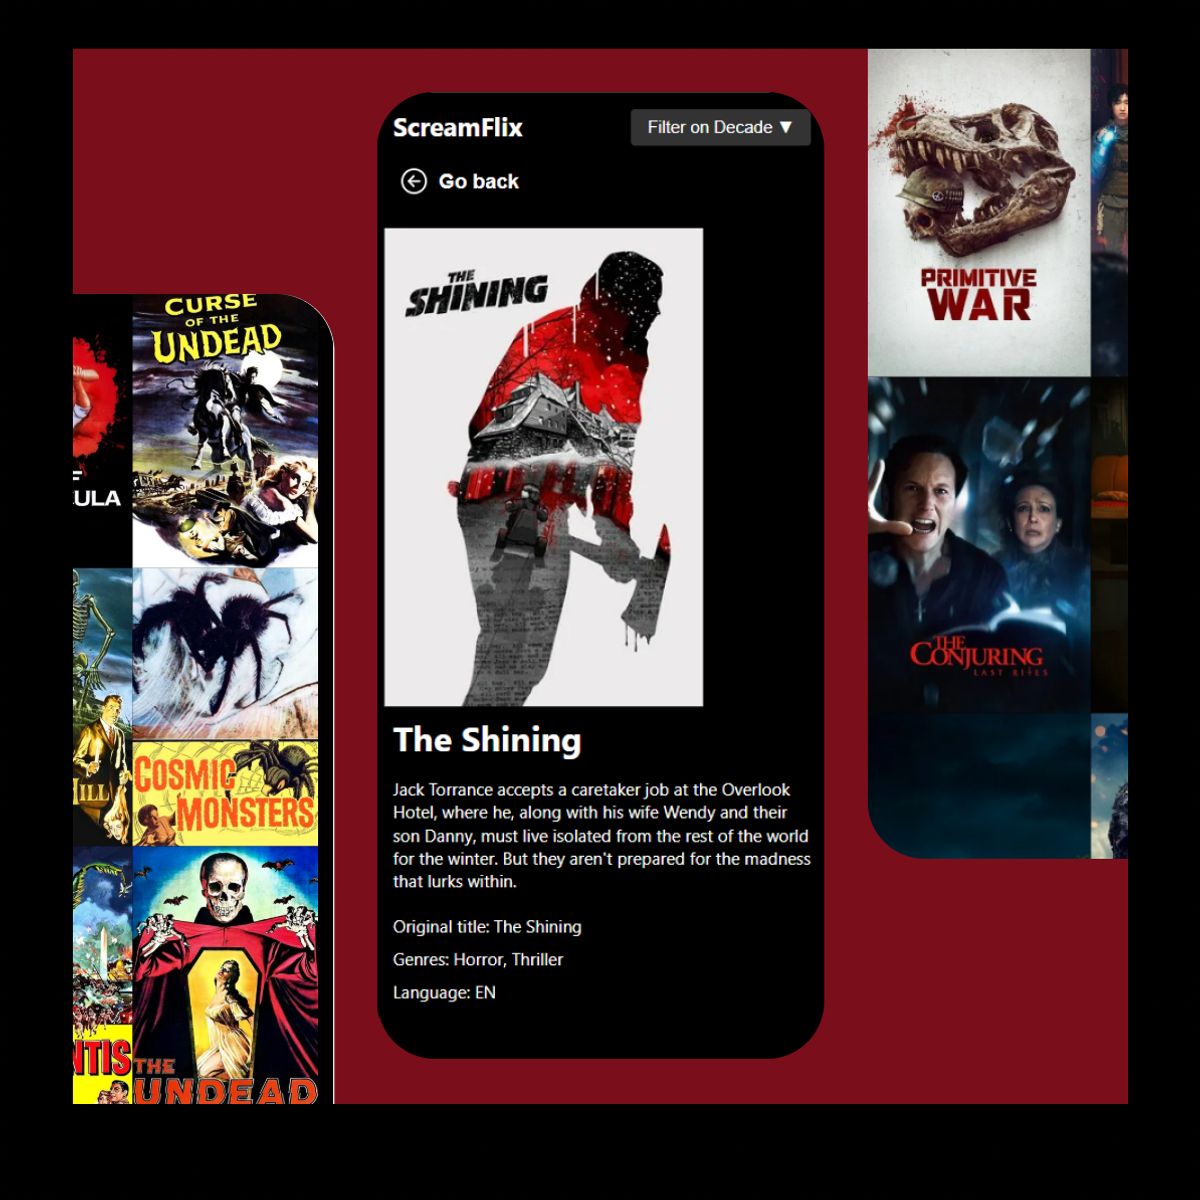 ScreamFlix
Filter on Decade ▼
Go back
THE
SHINING
The Shining
Jack Torrance accepts a caretaker job at the Overlook
Hotel, where he, along with his wife Wendy and their
son Danny, must live isolated from the rest of the world
for the winter. But they aren't prepared for the madness
that lurks within.
Original title: The Shining
Genres: Horror, Thriller
Language: EN
CURSE
OF THE
UNDEAD
F
ULA
HILL
COSMIC
MONSTERS
NTIS
THE
UNDEAD
PRIMITIVE
WAR
THE
CONJURING
LAST RITES